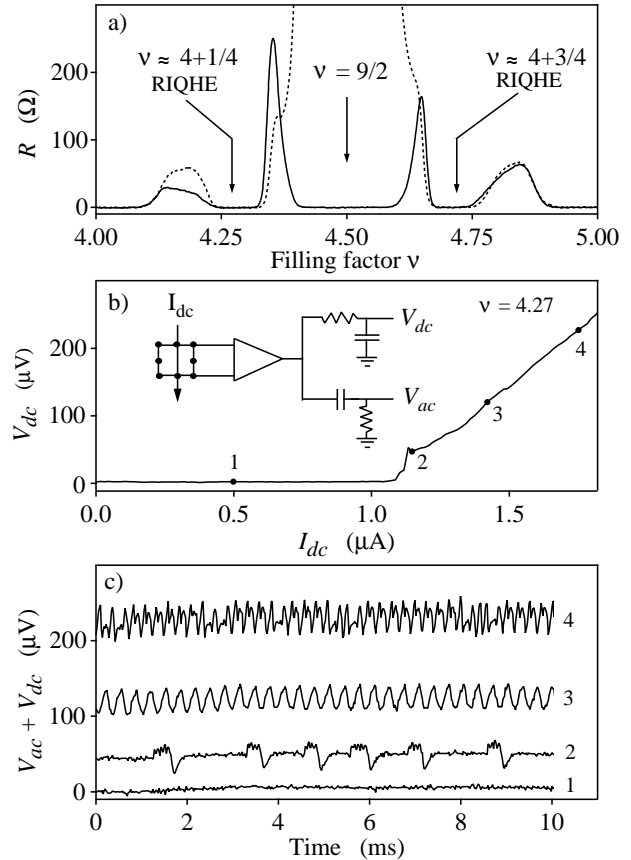 a)
ν ≈ 4+1/4
RIQHE
ν = 9/2
ν ≈ 4+3/4
RIQHE
R (Ω)
200
100
0
4.00 4.25 4.50 4.75 5.00
Filling factor ν
b)
I_dc
V_dc
V_ac
ν = 4.27
V_dc (μV)
200
100
0
1
2
3
4
0.0 0.5 1.0 1.5
I_dc (μA)
c)
V_ac + V_dc (μV)
200
100
0
4
3
2
1
0 2 4 6 8 10
Time (ms)